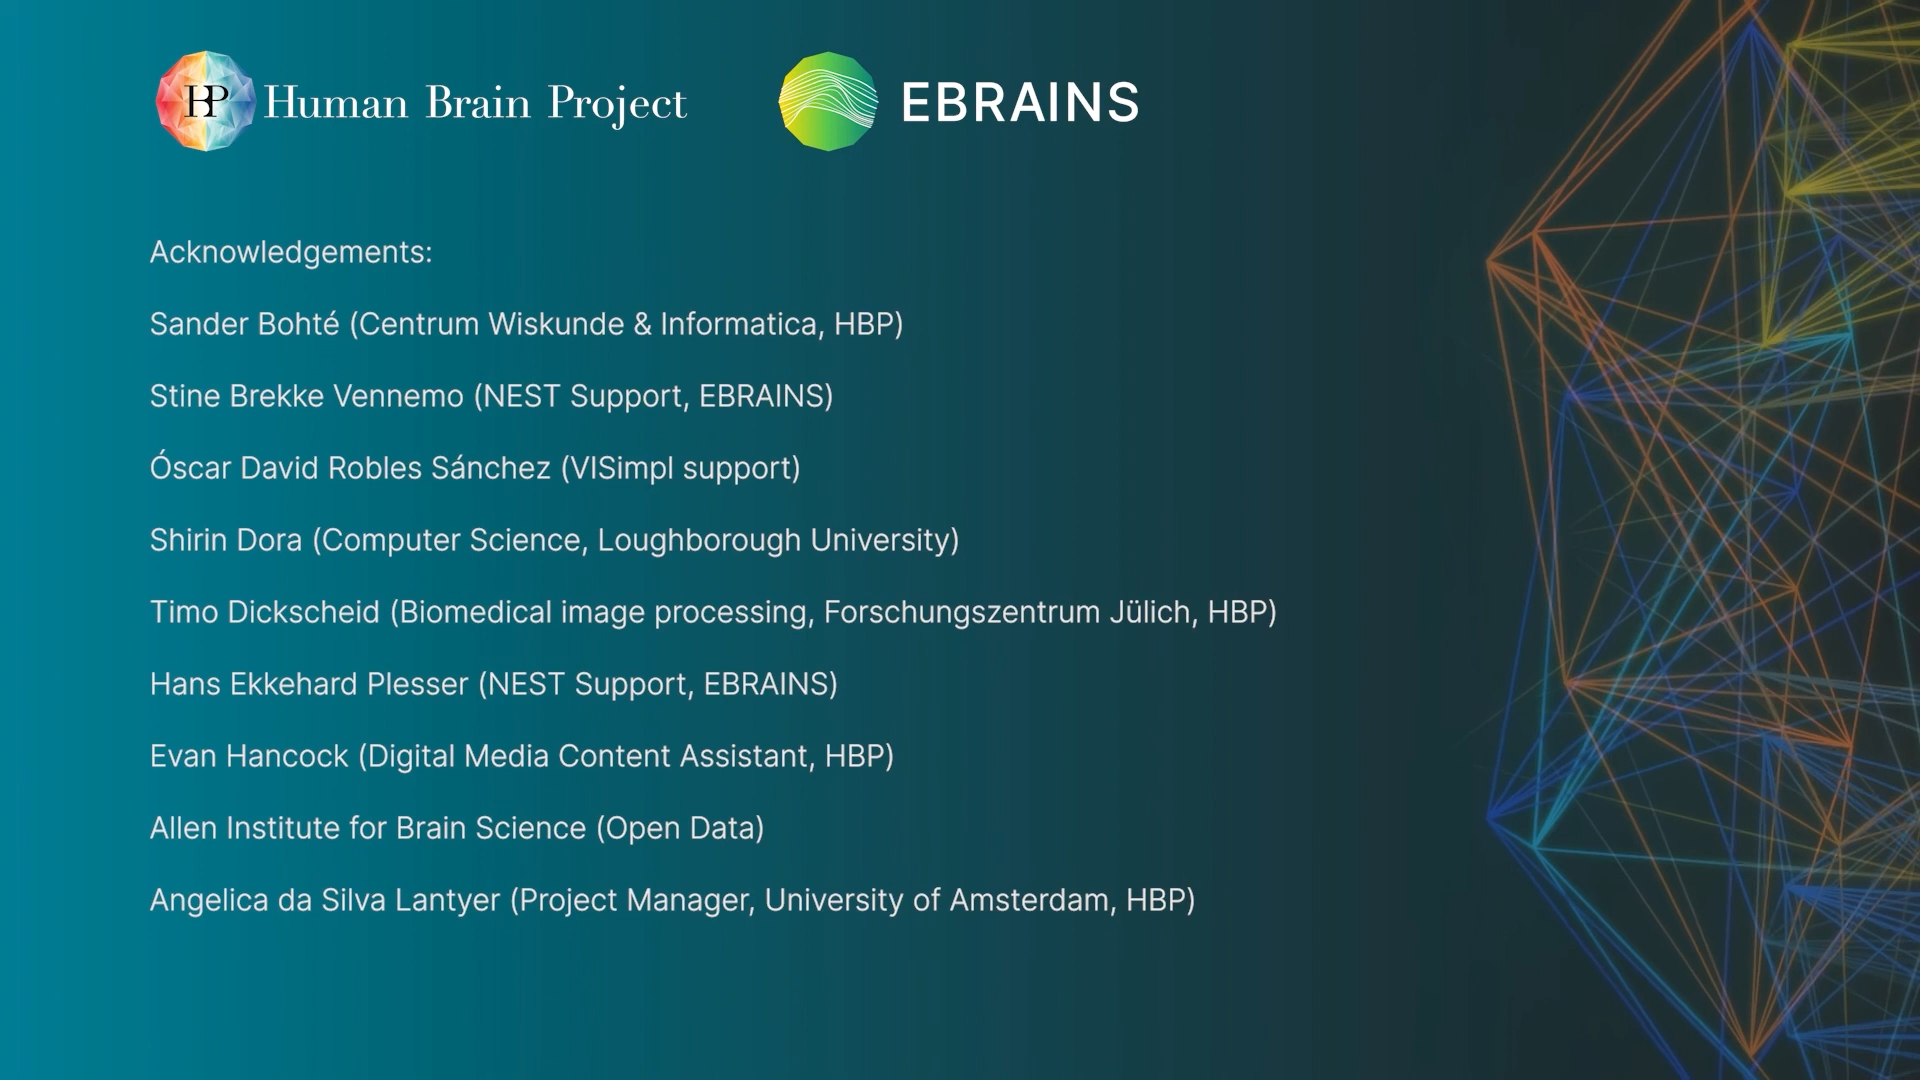 HBP Human Brain Project
EBRAINS
Acknowledgements:
Sander Bohté (Centrum Wiskunde & Informatica, HBP)
Stine Brekke Vennemo (NEST Support, EBRAINS)
Óscar David Robles Sánchez (VISimpl support)
Shirin Dora (Computer Science, Loughborough University)
Timo Dickscheid (Biomedical image processing, Forschungszentrum Jülich, HBP)
Hans Ekkehard Plesser (NEST Support, EBRAINS)
Evan Hancock (Digital Media Content Assistant, HBP)
Allen Institute for Brain Science (Open Data)
Angelica da Silva Lantyer (Project Manager, University of Amsterdam, HBP)